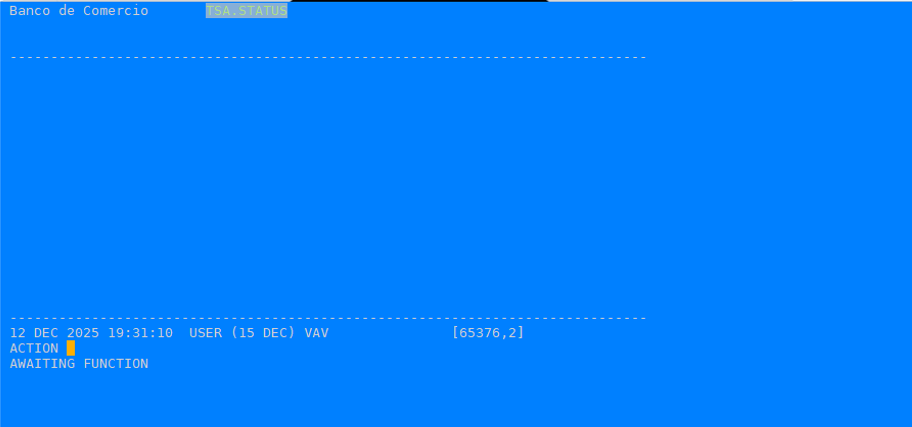 Banco de Comercio TSA.STATUS
-------------------------------------------------------------------------------
-------------------------------------------------------------------------------
12 DEC 2025 19:31:10 USER (15 DEC) VAV [65376,2]
ACTION
AWAITING FUNCTION